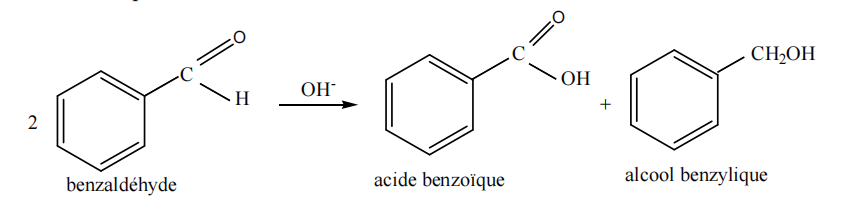 O
C
H
2
OH-
O
C
OH
+
CH2OH
benzaldéhyde
acide benzoïque
alcool benzylique